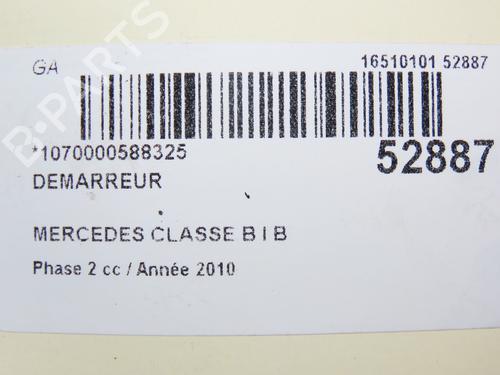 GA
16510101 52887
*1070000588325
52887
DEMARREUR
MERCEDES CLASSE B I B
Phase 2 cc / Année 2010
B-PARTS